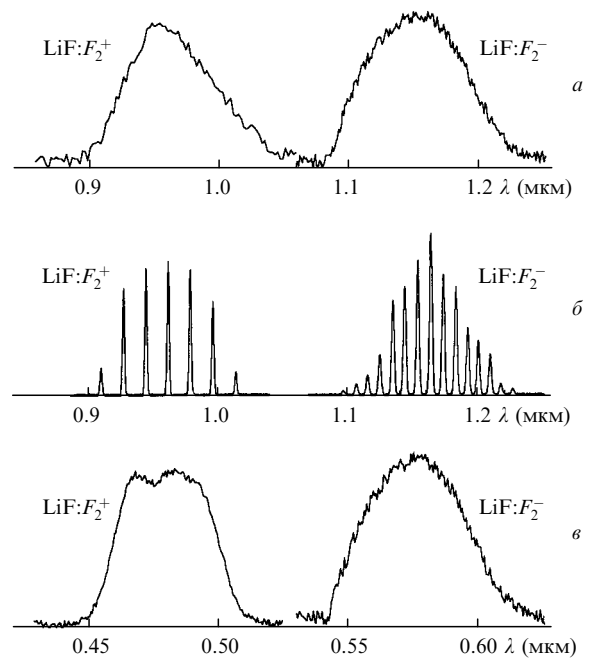 LiF:F₂⁺ LiF:F₂⁻
а
0.9 1.0 1.1 1.2 λ (мкм)
LiF:F₂⁺ LiF:F₂⁻
б
0.9 1.0 1.1 1.2 λ (мкм)
LiF:F₂⁺ LiF:F₂⁻
в
0.45 0.50 0.55 0.60 λ (мкм)